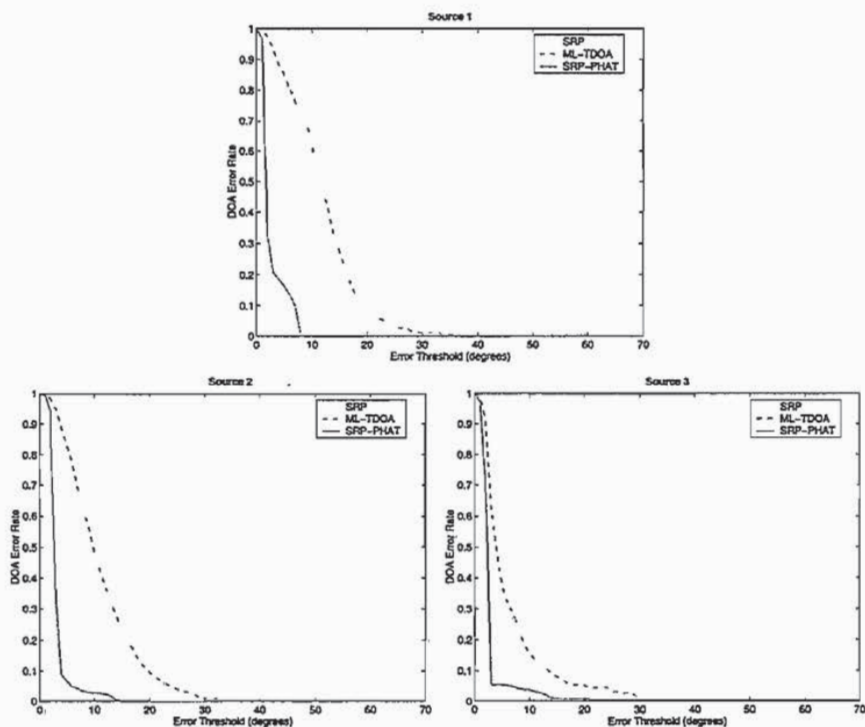 Source 1
SRP
ML-TDOA
SRP-PHAT
DOA Error Rate
1
0.9
0.8
0.7
0.6
0.5
0.4
0.3
0.2
0.1
0
0 10 20 30 40 50 60 70
Error Threshold (degrees)
Source 2
SRP
ML-TDOA
SRP-PHAT
DOA Error Rate
1
0.9
0.8
0.7
0.6
0.5
0.4
0.3
0.2
0.1
0
0 10 20 30 40 50 60 70
Error Threshold (degrees)
Source 3
SRP
ML-TDOA
SRP-PHAT
DOA Error Rate
1
0.9
0.8
0.7
0.6
0.5
0.4
0.3
0.2
0.1
0
0 10 20 30 40 50 60 70
Error Threshold (degrees)